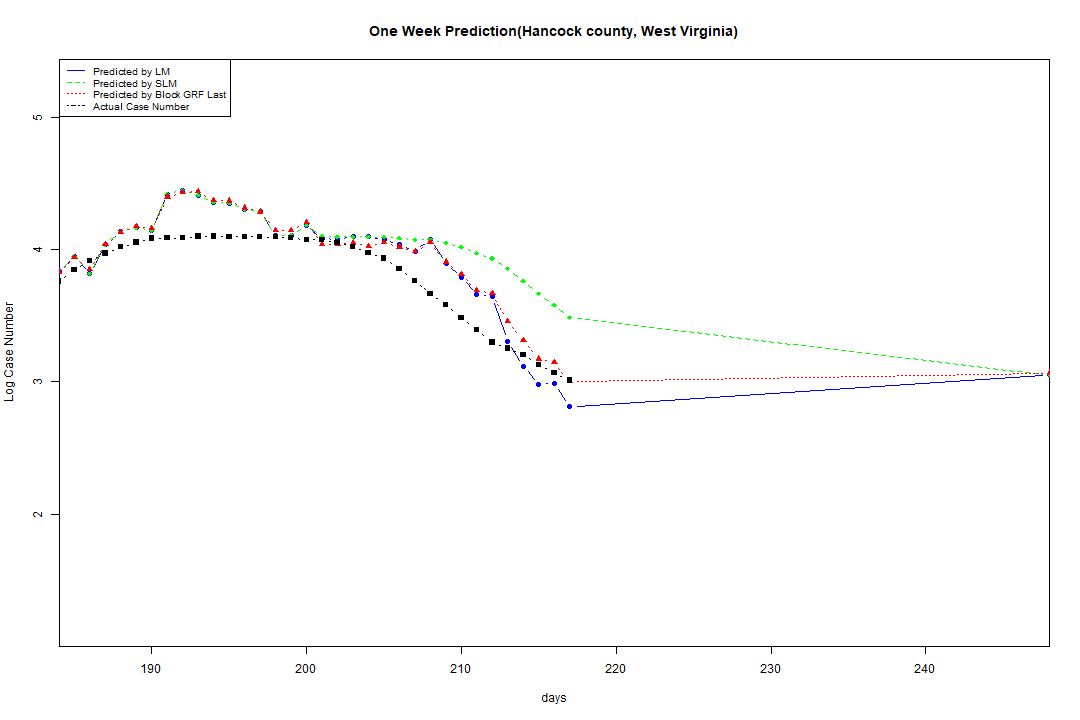 One Week Prediction(Hancock county, West Virginia)
Predicted by LM
Predicted by SLM
Predicted by Block GRF Last
Actual Case Number
5
4
3
2
Log Case Number
190 200 210 220 230 240
days